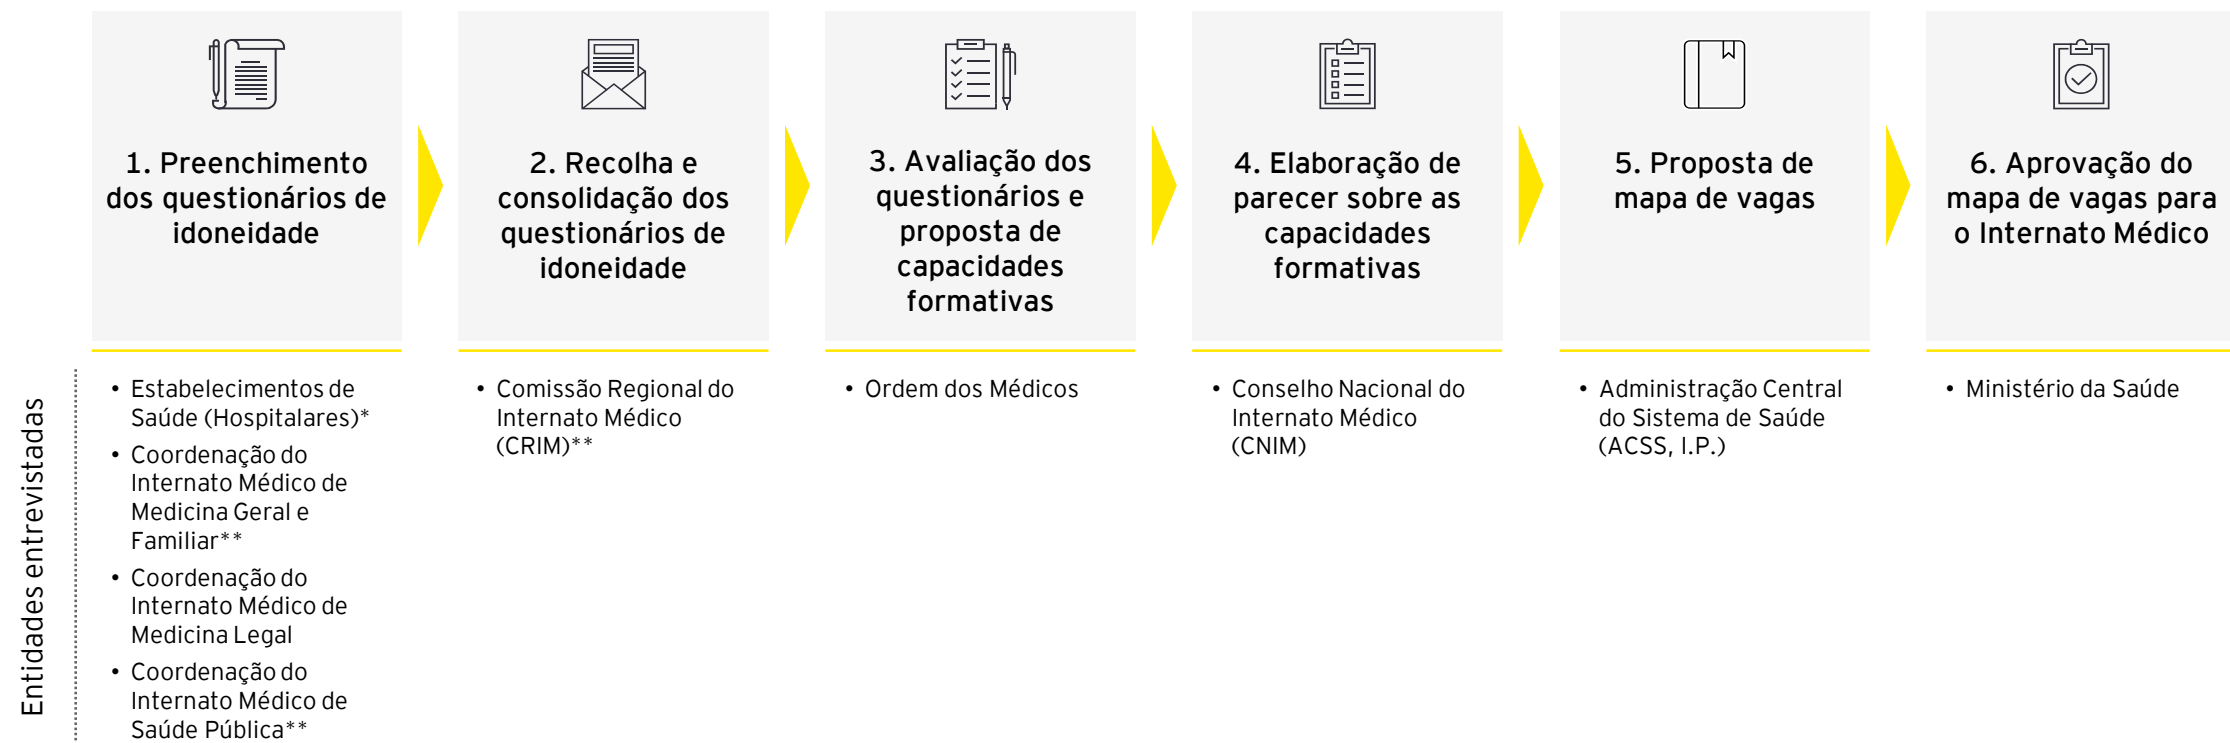 1. Preenchimento
dos questionários de
idoneidade
2. Recolha e
consolidação dos
questionários de
idoneidade
3. Avaliação dos
questionários e
proposta de
capacidades
formativas
4. Elaboração de
parecer sobre as
capacidades
formativas
5. Proposta de
mapa de vagas
6. Aprovação do
mapa de vagas para
o Internato Médico
Entidades entrevistadas
• Estabelecimentos de
Saúde (Hospitalares)*
• Coordenação do
Internato Médico de
Medicina Geral e
Familiar**
• Coordenação do
Internato Médico de
Medicina Legal
• Coordenação do
Internato Médico de
Saúde Pública**
• Comissão Regional do
Internato Médico
(CRIM)**
• Ordem dos Médicos
• Conselho Nacional do
Internato Médico
(CNIM)
• Administração Central
do Sistema de Saúde
(ACSS, I.P.)
• Ministério da Saúde